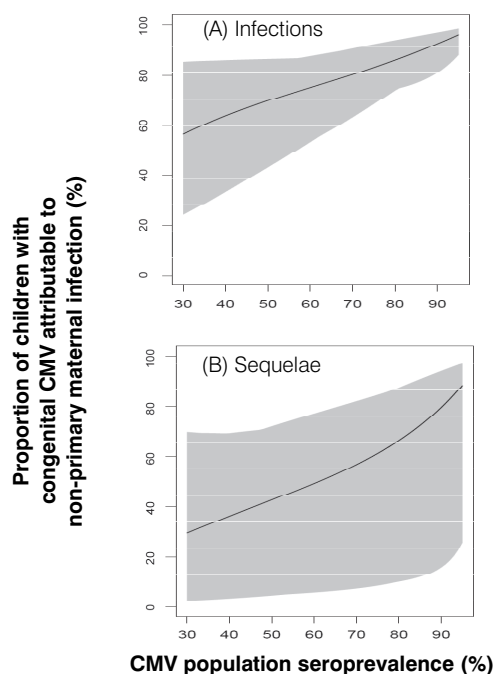 Proportion of children with
congenital CMV attributable to
non-primary maternal infection (%)
(A) Infections
100
80
60
40
20
0
30 40 50 60 70 80 90
(B) Sequelae
100
80
60
40
20
0
30 40 50 60 70 80 90
CMV population seroprevalence (%)